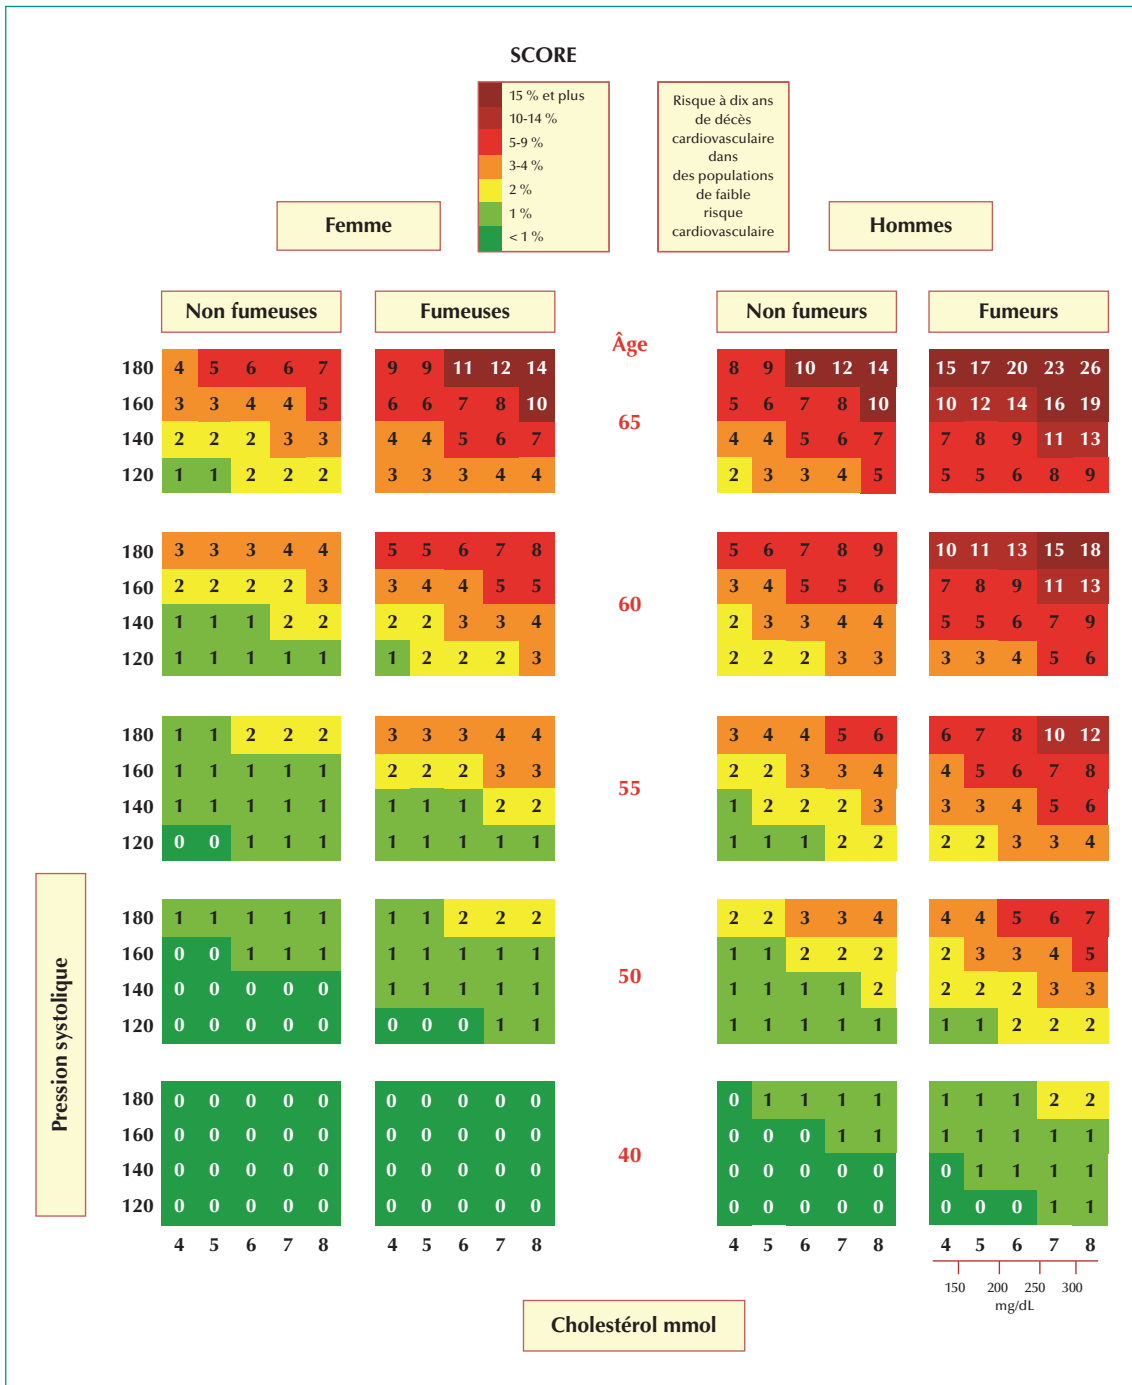 SCORE
15 % et plus
10-14 %
5-9 %
3-4 %
2 %
1 %
< 1 %
Risque à dix ans
de décès
cardiovasculaire
dans
des populations
de faible
risque
cardiovasculaire
Femme
Hommes
Non fumeuses
Fumeuses
Non fumeurs
Fumeurs
Âge
180 4 5 6 6 7 9 9 11 12 14 8 9 10 12 14 15 17 20 23 26
160 3 3 4 4 5 6 6 7 8 10 5 6 7 8 10 10 12 14 16 19
65
140 2 2 2 3 3 4 4 5 6 7 4 4 5 6 7 7 8 9 11 13
120 1 1 2 2 2 3 3 3 4 4 2 3 3 4 5 5 5 6 8 9
180 3 3 3 4 4 5 5 6 7 8 5 6 7 8 9 10 11 13 15 18
160 2 2 2 2 3 3 4 4 5 5 3 4 5 5 6 7 8 9 11 13
60
140 1 1 1 2 2 2 2 3 3 4 2 3 3 4 4 5 5 6 7 9
120 1 1 1 1 1 1 2 2 2 3 2 2 2 3 3 3 3 4 5 6
180 1 1 2 2 2 3 3 3 4 4 3 4 4 5 6 6 7 8 10 12
160 1 1 1 1 1 2 2 2 3 3 2 2 3 3 4 4 5 6 7 8
55
140 1 1 1 1 1 1 1 1 2 2 1 2 2 2 3 3 3 4 5 6
120 0 0 1 1 1 1 1 1 1 1 1 1 1 2 2 2 2 3 3 4
180 1 1 1 1 1 1 1 2 2 2 2 2 3 3 4 4 4 5 6 7
160 0 0 1 1 1 1 1 1 1 1 1 1 2 2 2 2 3 3 4 5
50
140 0 0 0 0 0 1 1 1 1 1 1 1 1 1 2 2 2 2 3 3
120 0 0 0 0 0 0 0 0 1 1 1 1 1 1 1 1 1 2 2 2
180 0 0 0 0 0 0 0 0 0 0 0 1 1 1 1 1 1 1 2 2
160 0 0 0 0 0 0 0 0 0 0 0 0 0 1 1 1 1 1 1 1
40
140 0 0 0 0 0 0 0 0 0 0 0 0 0 0 0 0 1 1 1 1
120 0 0 0 0 0 0 0 0 0 0 0 0 0 0 0 0 0 0 1 1
4 5 6 7 8 4 5 6 7 8 4 5 6 7 8 4 5 6 7 8
150 200 250 300
mg/dL
Pression systolique
Cholestérol mmol